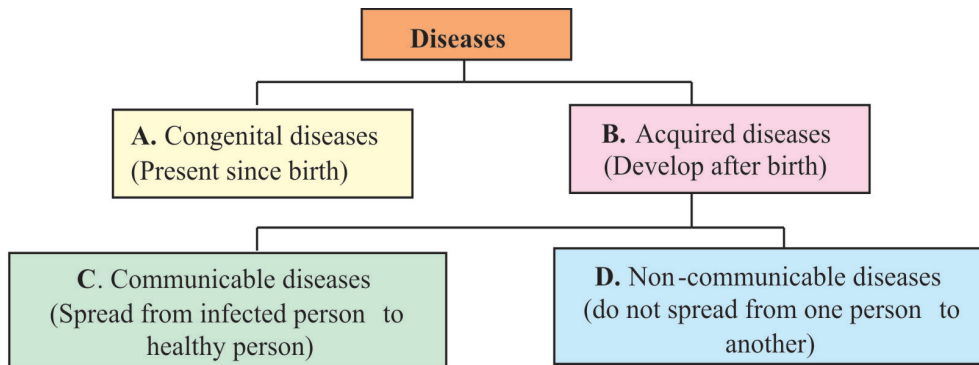 Diseases
A. Congenital diseases
(Present since birth)
B. Acquired diseases
(Develop after birth)
C. Communicable diseases
(Spread from infected person to
healthy person)
D. Non-communicable diseases
(do not spread from one person to
another)